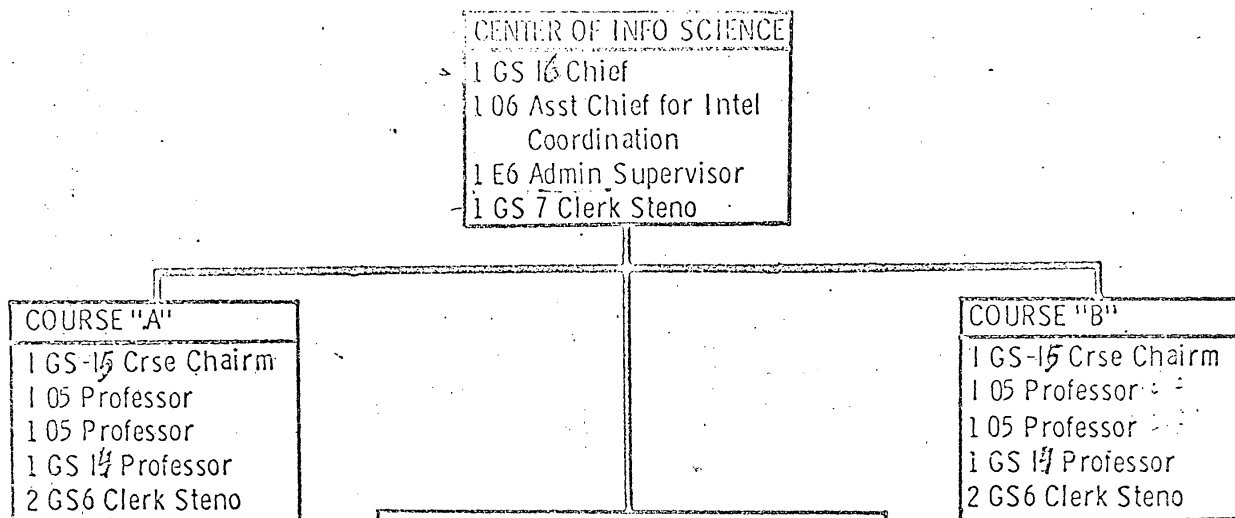 CENTER OF INFO SCIENCE
1 GS 16 Chief
1 06 Asst Chief for Intel
Coordination
1 E6 Admin Supervisor
1 GS 7 Clerk Steno
COURSE "A"
1 GS-15 Crse Chairm
1 05 Professor
1 05 Professor
1 GS 14 Professor
2 GS6 Clerk Steno
COURSE "B"
1 GS-15 Crse Chairm
1 05 Professor
1 05 Professor
1 GS 14 Professor
2 GS6 Clerk Steno